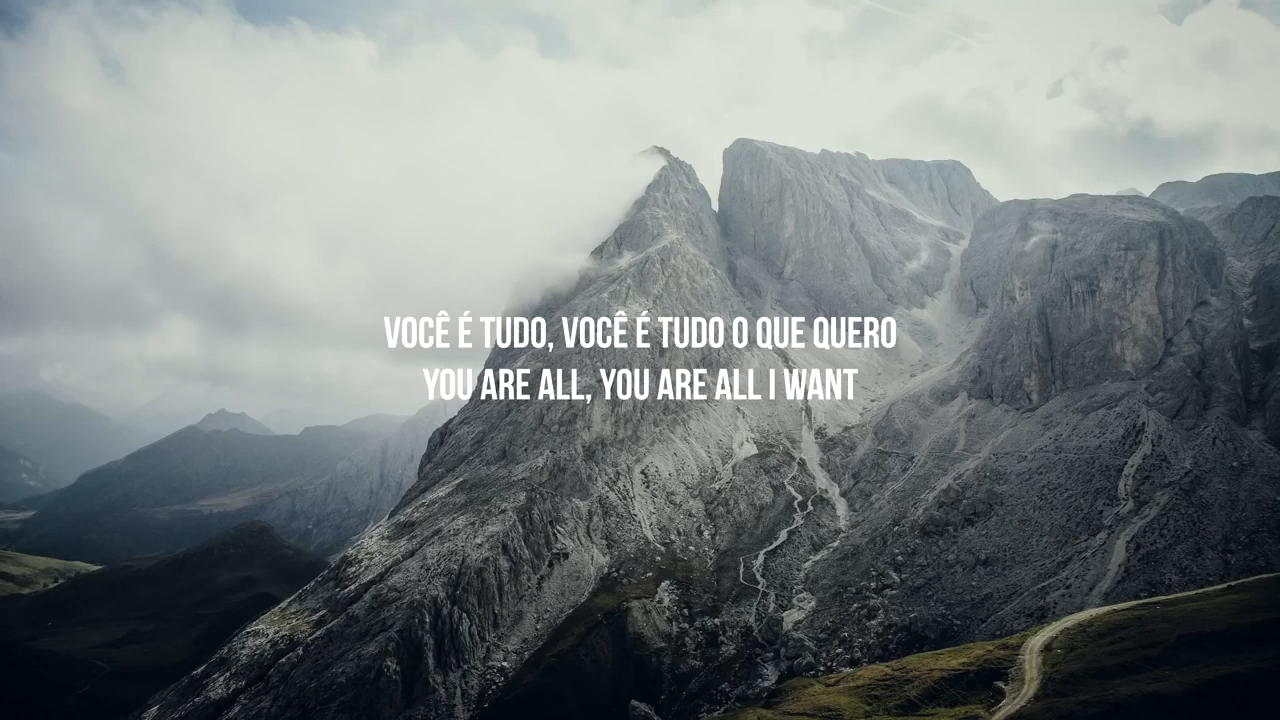 VOCÊ É TUDO, VOCÊ É TUDO O QUE QUERO
YOU ARE ALL, YOU ARE ALL I WANT